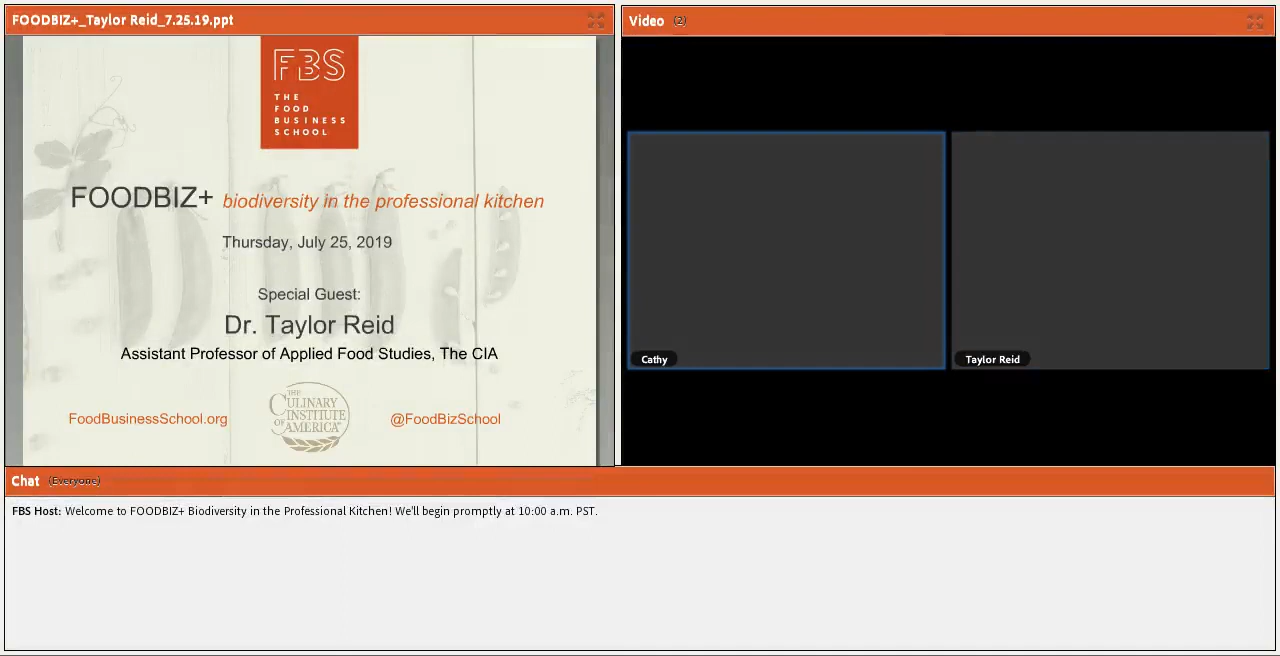 FOODBIZ+_Taylor Reid_7.25.19.ppt
FBS
THE
FOOD
BUSINESS
SCHOOL
FOODBIZ+ biodiversity in the professional kitchen
Thursday, July 25, 2019
Special Guest:
Dr. Taylor Reid
Assistant Professor of Applied Food Studies, The CIA
FoodBusinessSchool.org
THE
CULINARY
INSTITUTE
OF AMERICA
@FoodBizSchool
Video (2)
Cathy
Taylor Reid
Chat (Everyone)
FBS Host: Welcome to FOODBIZ+ Biodiversity in the Professional Kitchen! We'll begin promptly at 10:00 a.m. PST.